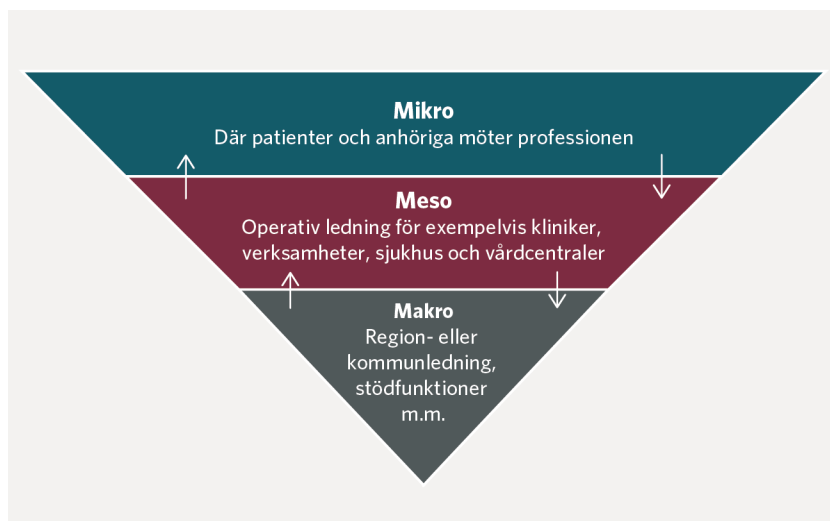 Mikro
Där patienter och anhöriga möter professionen
Meso
Operativ ledning för exempelvis kliniker,
verksamheter, sjukhus och vårdcentraler
Makro
Region- eller
kommunledning,
stödfunktioner
m.m.